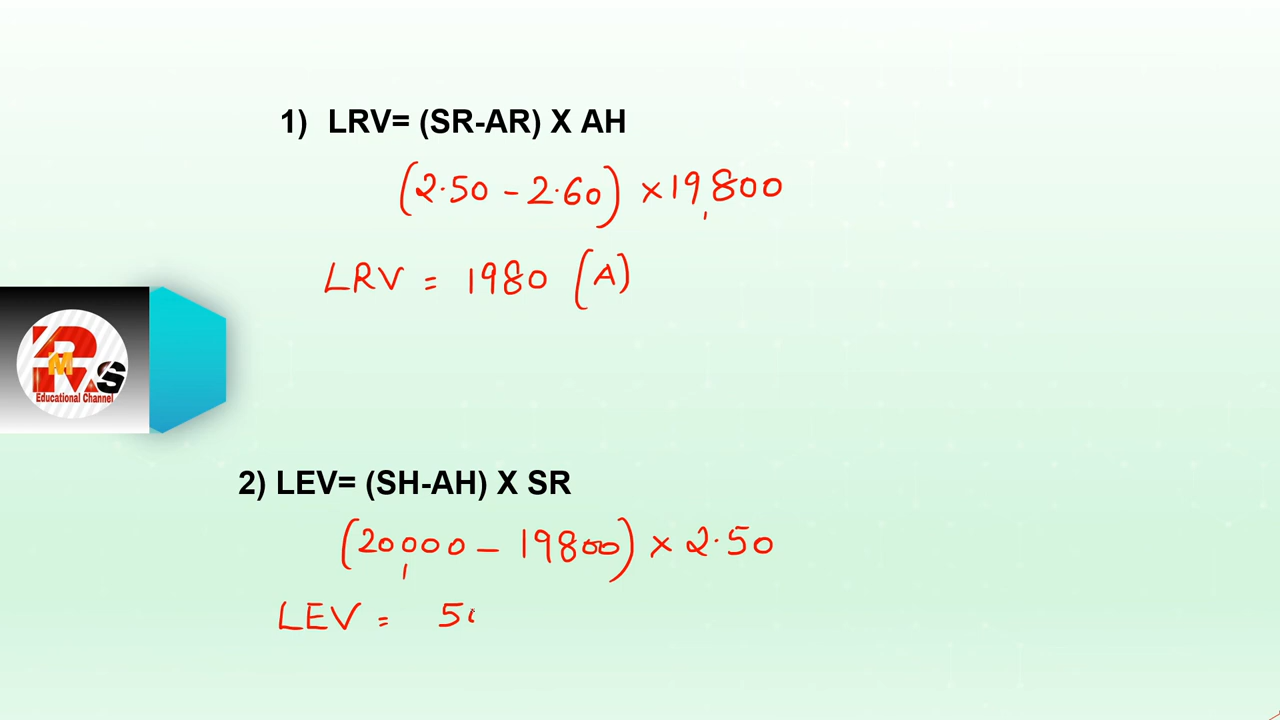 1) LRV= (SR-AR) X AH
(2.50 - 2.60) × 19,800
LRV = 1980 (A)
Educational Channel
2) LEV= (SH-AH) X SR
(20,000 - 19800) × 2.50
LEV = 5